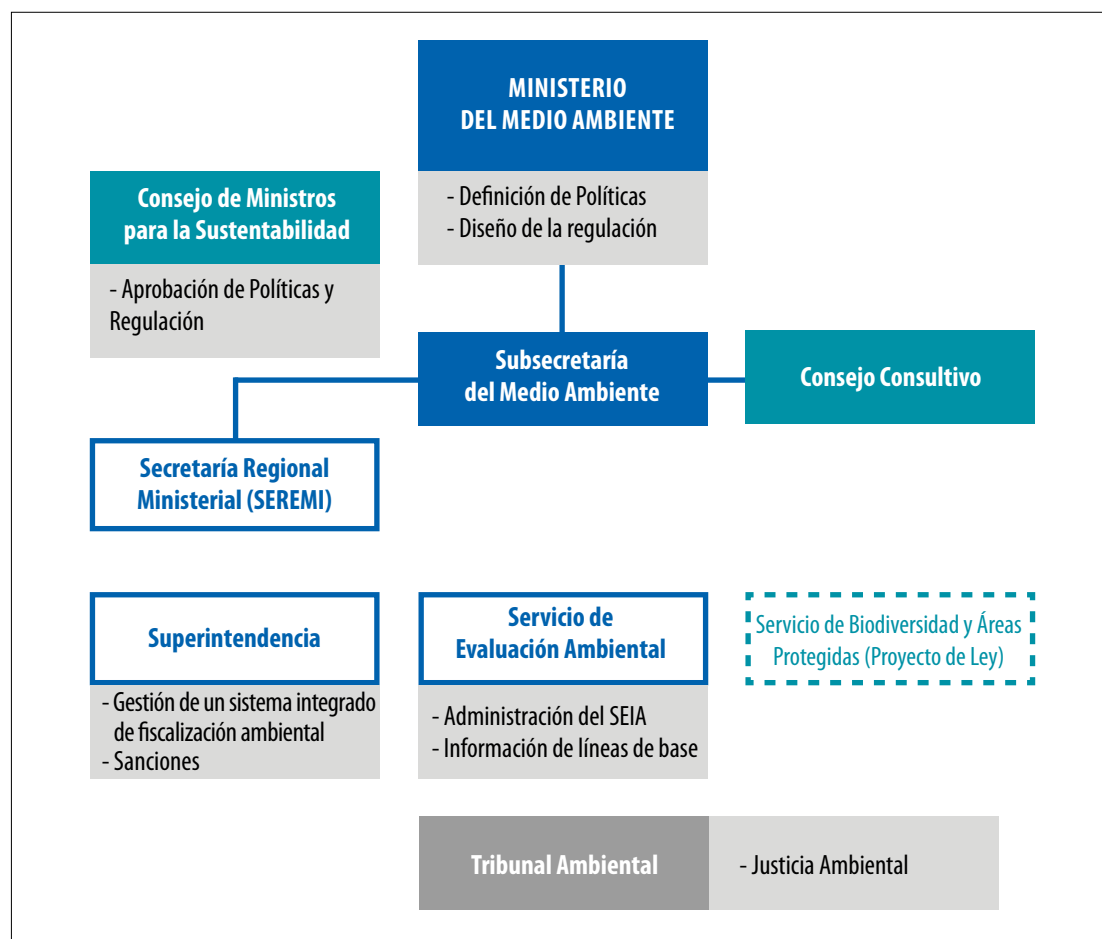 MINISTERIO
DEL MEDIO AMBIENTE
- Definición de Políticas
- Diseño de la regulación
Consejo de Ministros
para la Sustentabilidad
- Aprobación de Políticas y
Regulación
Subsecretaría
del Medio Ambiente
Consejo Consultivo
Secretaría Regional
Ministerial (SEREMI)
Superintendencia
- Gestión de un sistema integrado
de fiscalización ambiental
- Sanciones
Servicio de
Evaluación Ambiental
- Administración del SEIA
- Información de líneas de base
Servicio de Biodiversidad y Áreas
Protegidas (Proyecto de Ley)
Tribunal Ambiental
- Justicia Ambiental